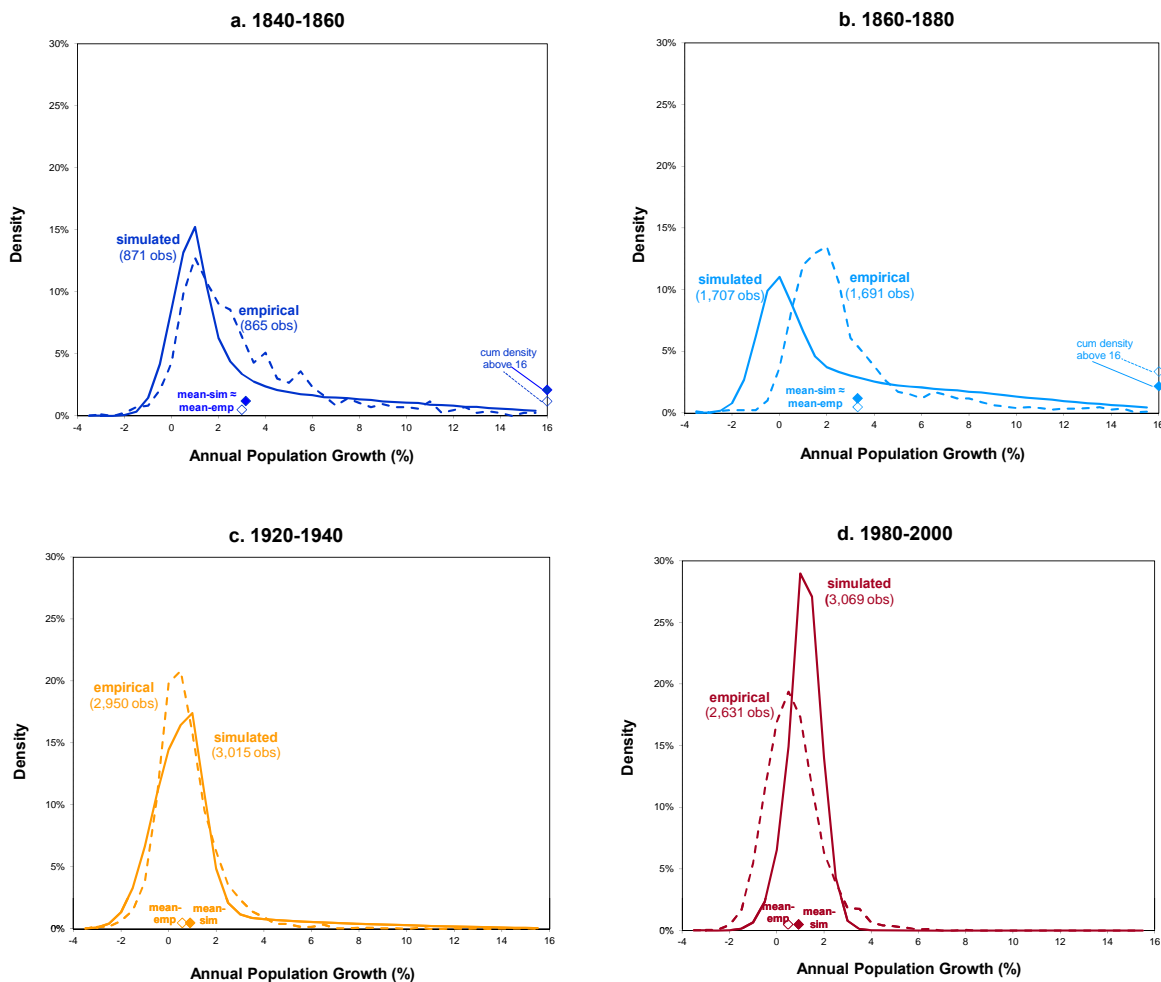 a. 1840-1860
30%
25%
20%
15%
10%
5%
0%
Density
simulated
(871 obs)
empirical
(865 obs)
cum density
above 16
mean-sim ≈
mean-emp
-4 -2 0 2 4 6 8 10 12 14 16
Annual Population Growth (%)
b. 1860-1880
30%
25%
20%
15%
10%
5%
0%
Density
simulated
(1,707 obs)
empirical
(1,691 obs)
cum density
above 16
mean-sim ≈
mean-emp
-4 -2 0 2 4 6 8 10 12 14 16
Annual Population Growth (%)
c. 1920-1940
30%
25%
20%
15%
10%
5%
0%
Density
empirical
(2,950 obs)
simulated
(3,015 obs)
mean-
emp
mean-
sim
-4 -2 0 2 4 6 8 10 12 14 16
Annual Population Growth (%)
d. 1980-2000
30%
25%
20%
15%
10%
5%
0%
Density
simulated
(3,069 obs)
empirical
(2,631 obs)
mean-
emp
mean-
sim
-4 -2 0 2 4 6 8 10 12 14 16
Annual Population Growth (%)